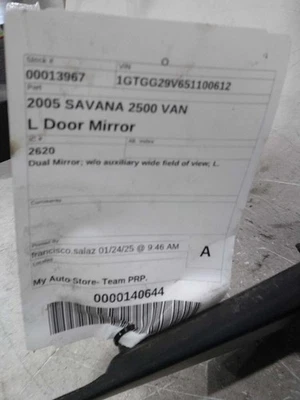 Stock #
VIN
00013967
1GTGG29V651100612
Part
2005 SAVANA 2500 VAN
L Door Mirror
2620
Dual Mirror; w/o auxiliary wide field of view; L.
Comments
francisco.salaz 01/24/25 @ 9:46 AM
A
Location
My Auto Store- Team PRP.
0000140644